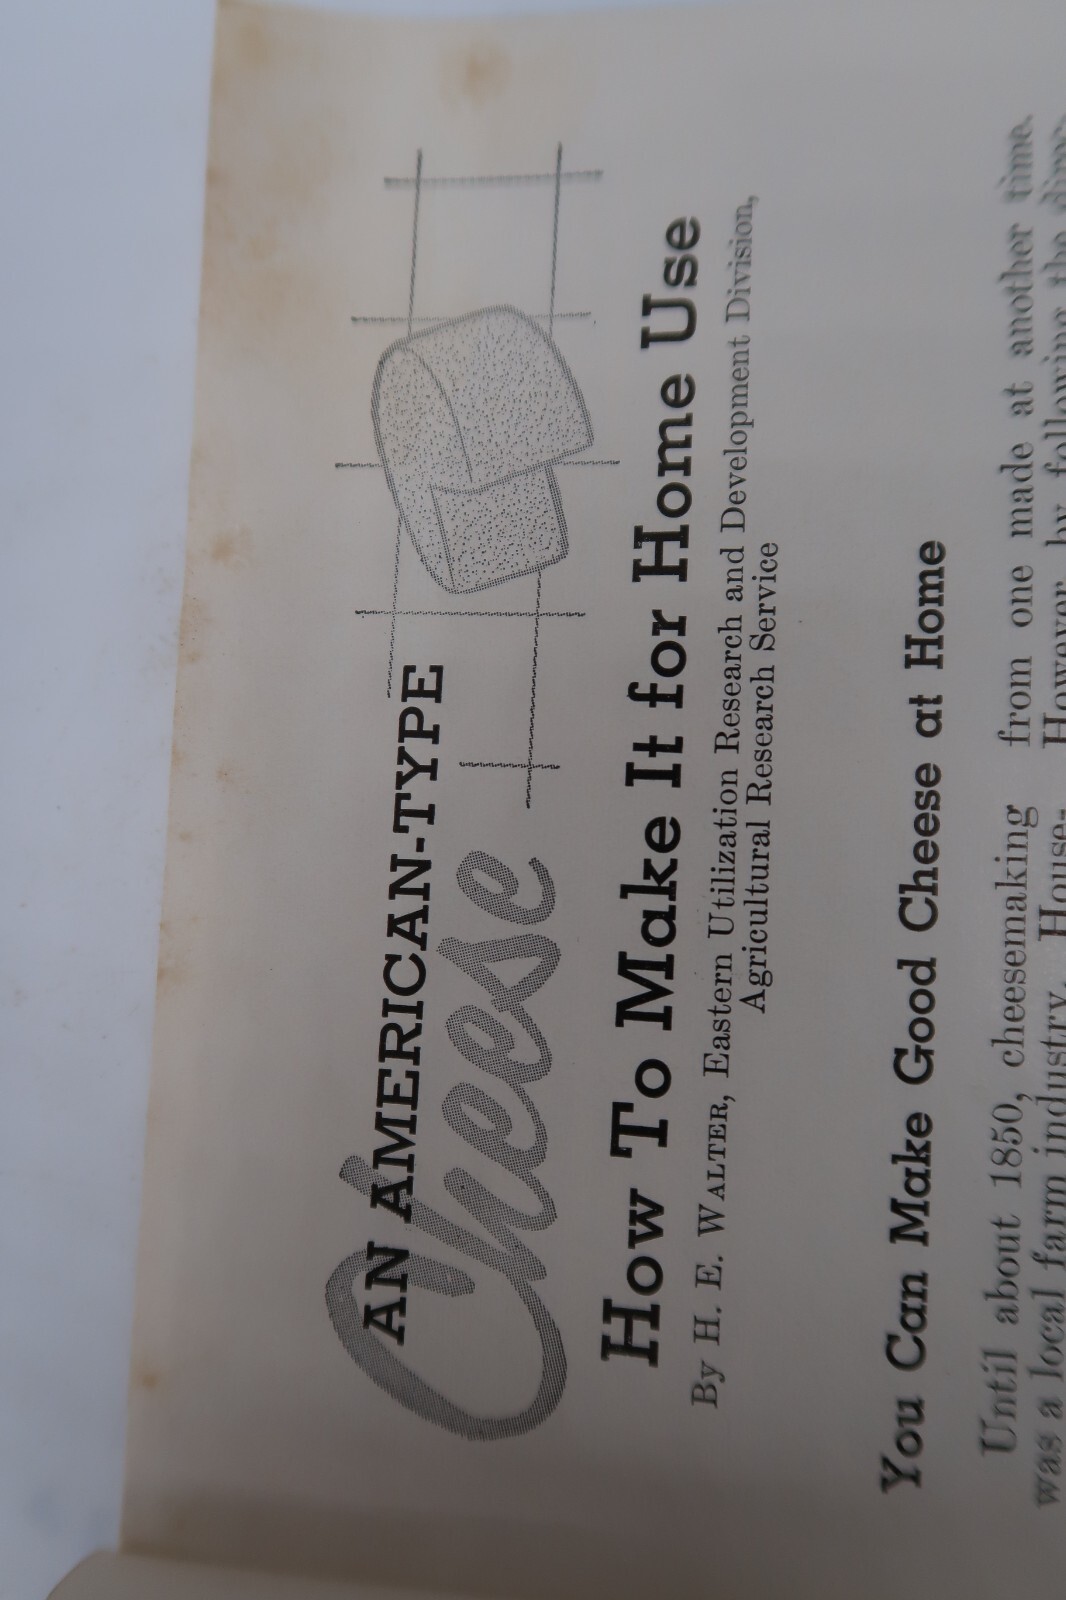 AN AMERICAN-TYPE
Cheese
How To Make It for Home Use
By H. E. WALTER, Eastern Utilization Research and Development Division,
Agricultural Research Service
You Can Make Good Cheese at Home
Until about 1850, cheesemaking
was a local farm industry. House-
from one made at another time.
However, by following the